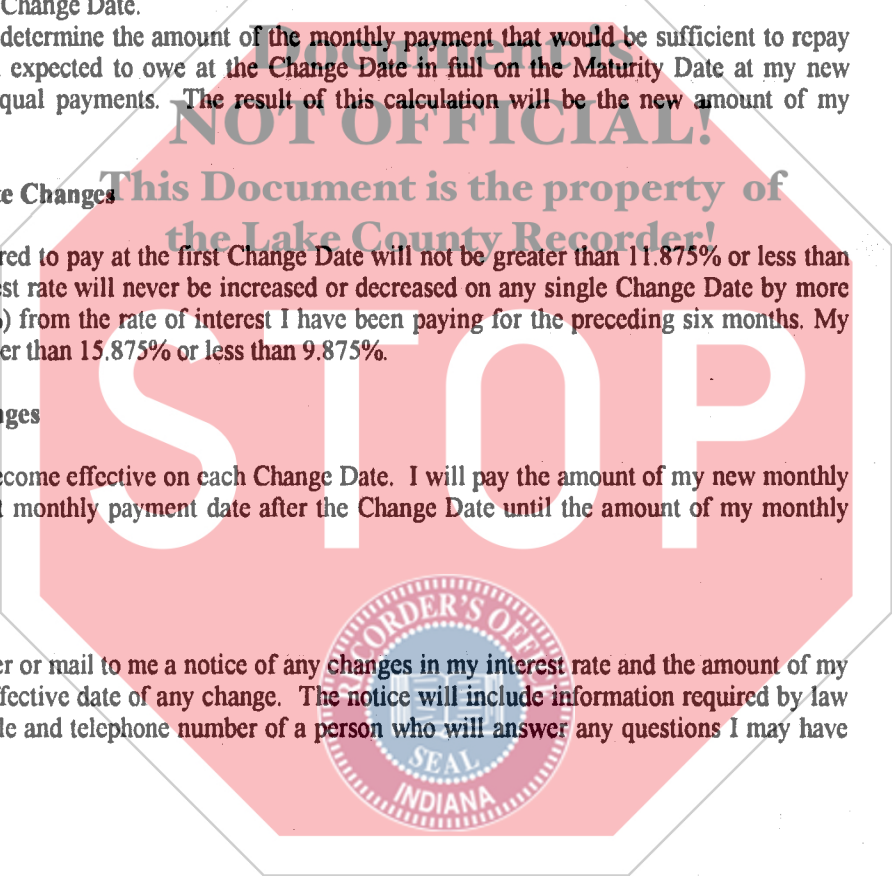 Change Date.
determine the amount of the monthly payment that would be sufficient to repay
expected to owe at the Change Date in full on the Maturity Date at my new
qual payments. The result of this calculation will be the new amount of my
Document is
NOT OFFICIAL!
This Document is the property of
the Lake County Recorder!
te Changes
red to pay at the first Change Date will not be greater than 11.875% or less than
est rate will never be increased or decreased on any single Change Date by more
) from the rate of interest I have been paying for the preceding six months. My
er than 15.875% or less than 9.875%.
STOP
nges
ecome effective on each Change Date. I will pay the amount of my new monthly
t monthly payment date after the Change Date until the amount of my monthly
er or mail to me a notice of any changes in my interest rate and the amount of my
ffective date of any change. The notice will include information required by law
le and telephone number of a person who will answer any questions I may have
RECORDER'S OFFICE
SEAL
INDIANA